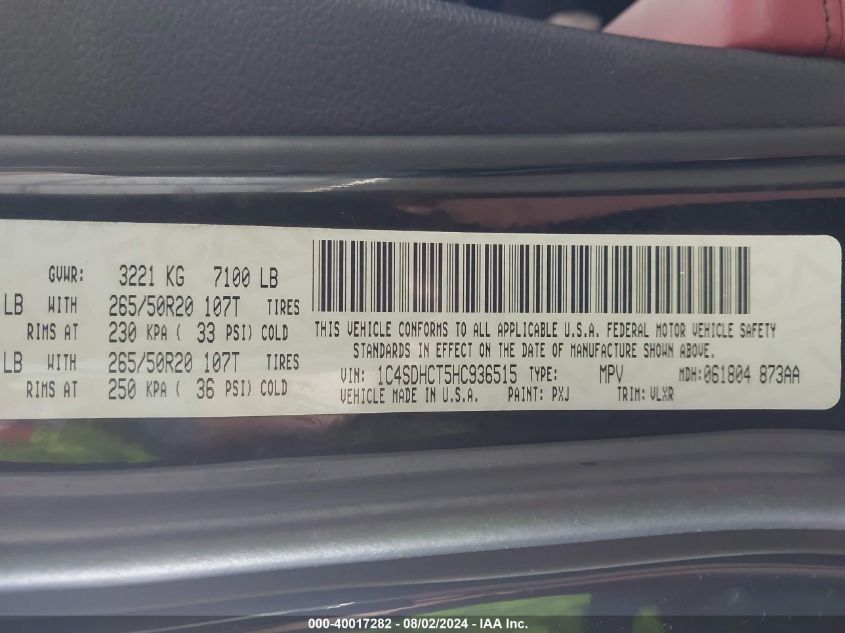 GVWR: 3221 KG 7100 LB
LB WITH 265/50R20 107T TIRES
RIMS AT 230 KPA ( 33 PSI) COLD
LB WITH 265/50R20 107T TIRES
RIMS AT 250 KPA ( 36 PSI) COLD
THIS VEHICLE CONFORMS TO ALL APPLICABLE U.S.A. FEDERAL MOTOR VEHICLE SAFETY
STANDARDS IN EFFECT ON THE DATE OF MANUFACTURE SHOWN ABOVE.
VIN: 1C4SDHCT5HC936515 TYPE: MPV MDH:061804 873AA
VEHICLE MADE IN U.S.A. PAINT: PXJ TRIM: VLXR
000-40017282 - 08/02/2024 - IAA Inc.